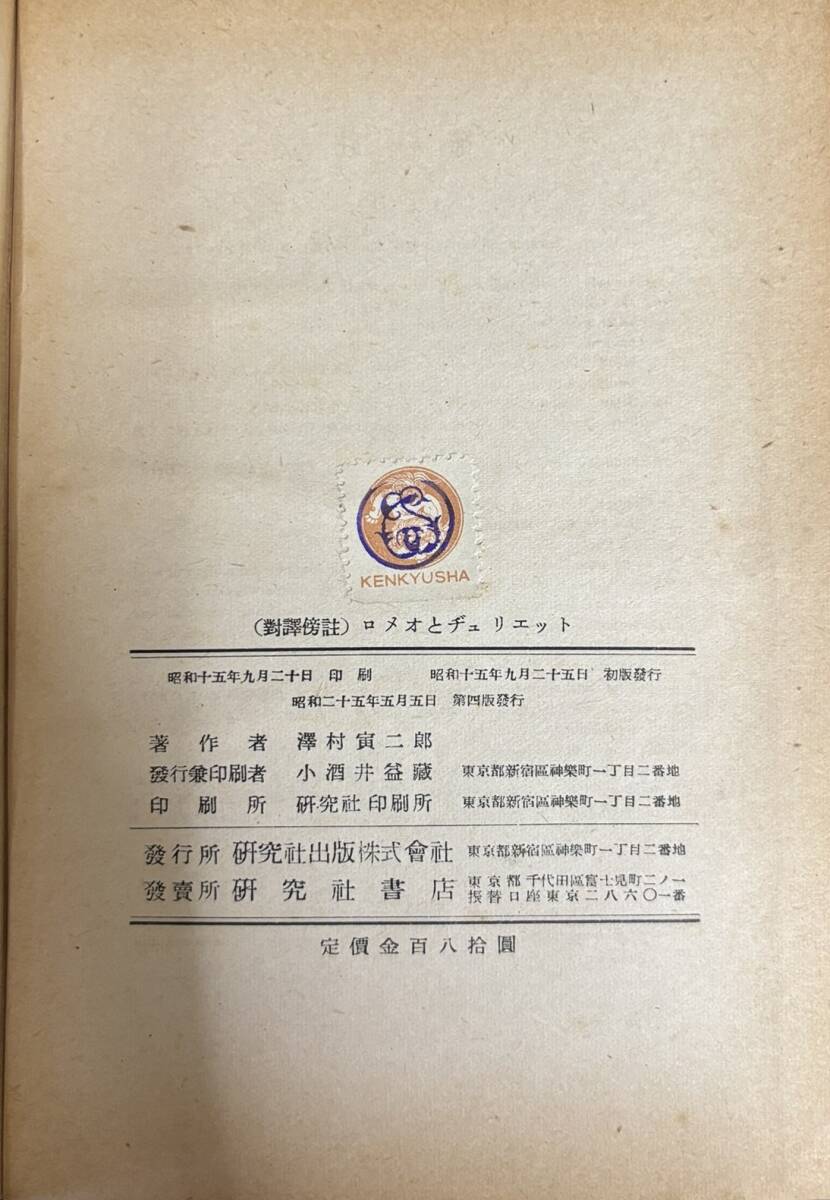 KENKYUSHA
（對譯傍註）ロメオとヂュリエット
昭和十五年九月二十日 印刷 昭和十五年九月二十五日 初版發行
昭和二十五年五月五日 第四版發行
著作者 澤村寅二郎
發行兼印刷者 小酒井益藏 東京都新宿區神樂町一丁目二番地
印刷所 硏究社印刷所 東京都新宿區神樂町一丁目二番地
發行所 硏究社出版株式會社 東京都新宿區神樂町一丁目二番地
發賣所 硏究社書店 東京都千代田區富士見町二ノ一
振替口座東京二八六〇一番
定價金百八拾圓